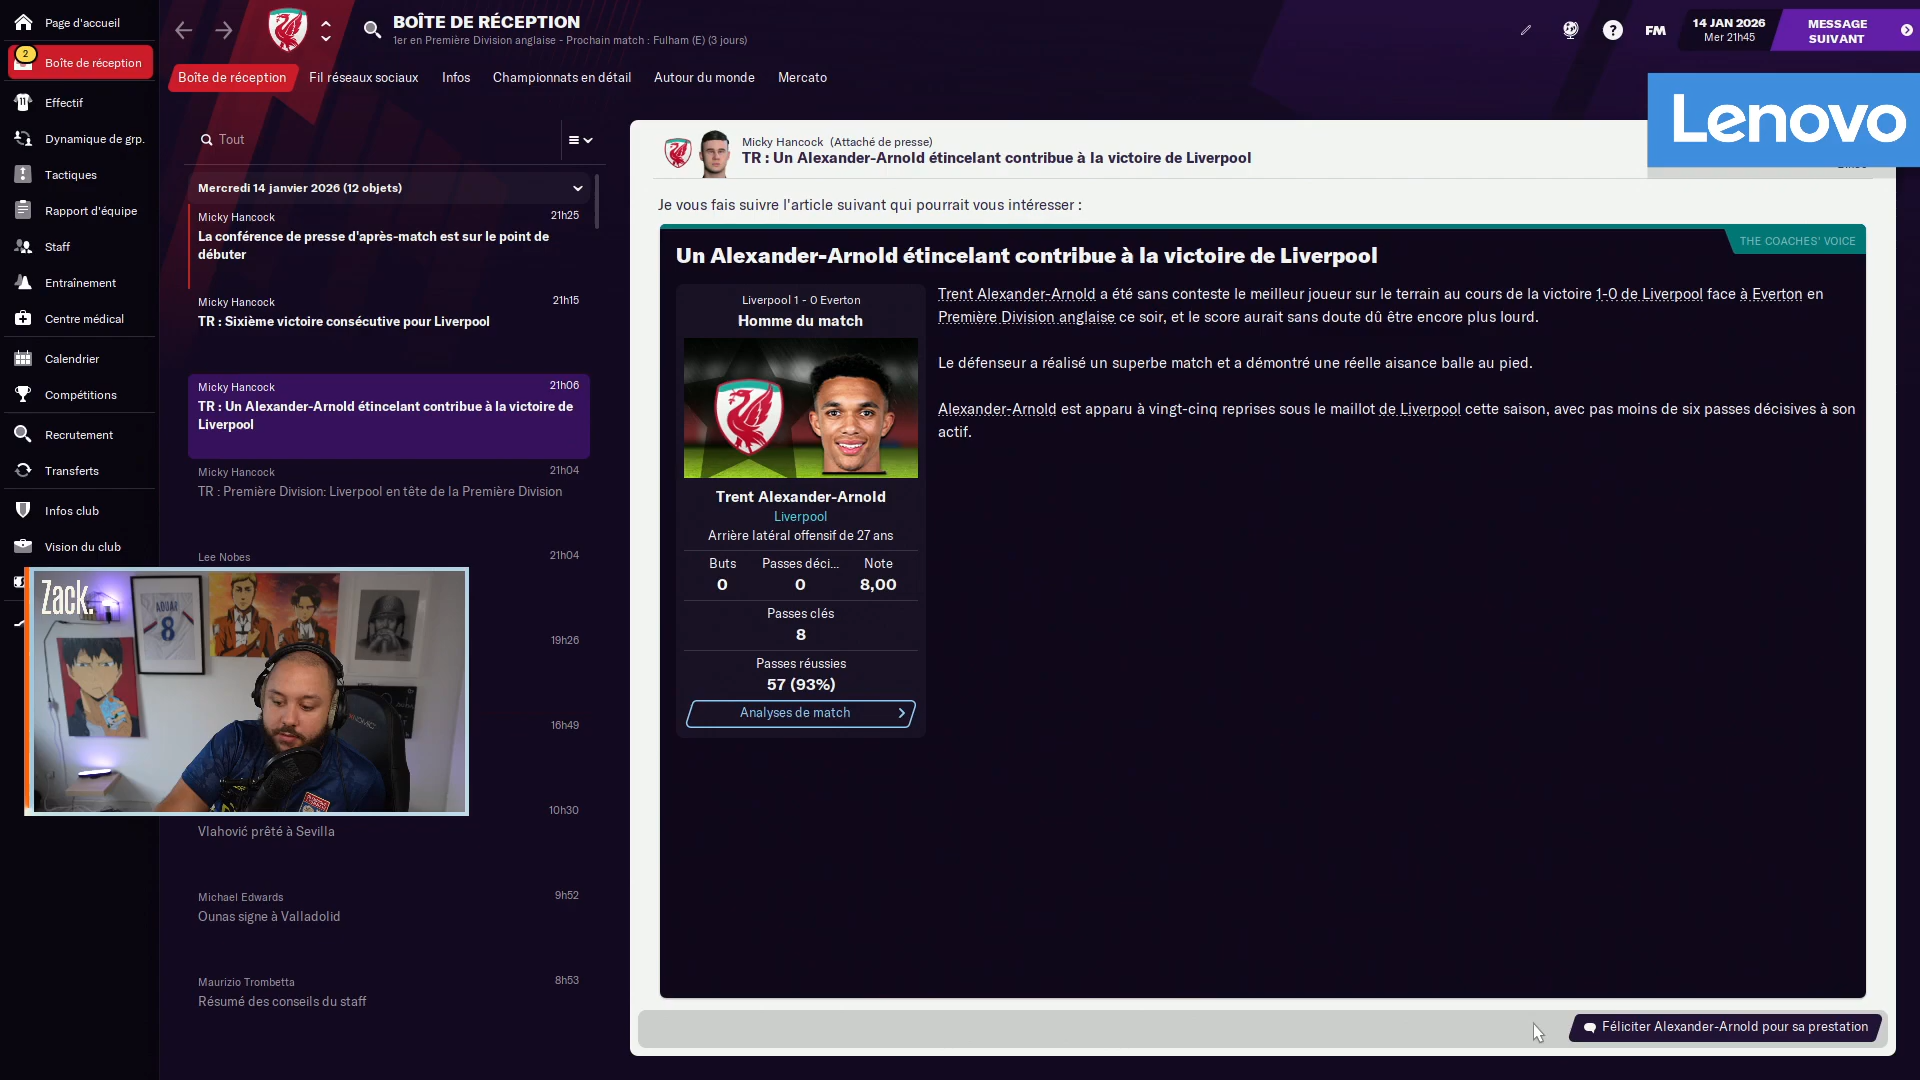 Page d'accueil
2
Boîte de réception
Effectif
Dynamique de grp.
Tactiques
Rapport d'équipe
Staff
Entraînement
Centre médical
Calendrier
Compétitions
Recrutement
Transferts
Infos club
Vision du club
BOÎTE DE RÉCEPTION
1er en Première Division anglaise - Prochain match : Fulham (E) (3 jours)
FM
14 JAN 2026
Mer 21h45
MESSAGE
SUIVANT
Boîte de réception
Fil réseaux sociaux
Infos
Championnats en détail
Autour du monde
Mercato
Lenovo
Tout
Mercredi 14 janvier 2026 (12 objets)
Micky Hancock
21h25
La conférence de presse d'après-match est sur le point de
débuter
Micky Hancock
21h15
TR : Sixième victoire consécutive pour Liverpool
Micky Hancock
21h06
TR : Un Alexander-Arnold étincelant contribue à la victoire de
Liverpool
Micky Hancock
21h04
TR : Première Division: Liverpool en tête de la Première Division
Lee Nobes
21h04
19h26
16h49
10h30
Vlahović prêté à Sevilla
Michael Edwards
9h52
Ounas signe à Valladolid
Maurizio Trombetta
8h53
Résumé des conseils du staff
Zack.
AOUAR
8
Micky Hancock (Attaché de presse)
TR : Un Alexander-Arnold étincelant contribue à la victoire de Liverpool
Je vous fais suivre l'article suivant qui pourrait vous intéresser :
THE COACHES' VOICE
Un Alexander-Arnold étincelant contribue à la victoire de Liverpool
Liverpool 1 - 0 Everton
Homme du match
Trent Alexander-Arnold
Liverpool
Arrière latéral offensif de 27 ans
Buts
Passes déci...
Note
0
0
8,00
Passes clés
8
Passes réussies
57 (93%)
Analyses de match
Trent Alexander-Arnold a été sans conteste le meilleur joueur sur le terrain au cours de la victoire 1-0 de Liverpool face à Everton en
Première Division anglaise ce soir, et le score aurait sans doute dû être encore plus lourd.
Le défenseur a réalisé un superbe match et a démontré une réelle aisance balle au pied.
Alexander-Arnold est apparu à vingt-cinq reprises sous le maillot de Liverpool cette saison, avec pas moins de six passes décisives à son
actif.
Féliciter Alexander-Arnold pour sa prestation